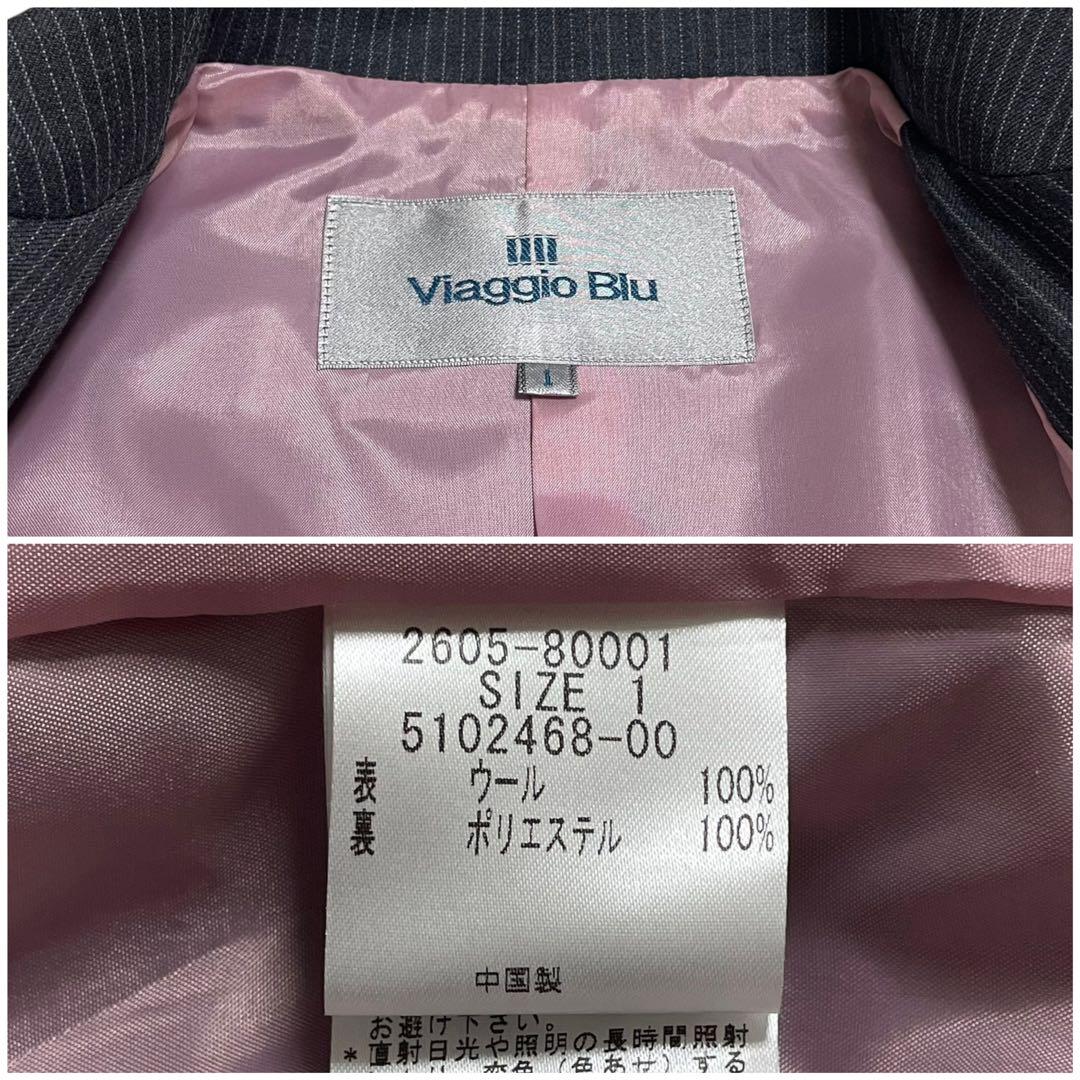 Viaggio Blu
1
2605-80001
SIZE 1
5102468-00
表 ウール 100%
裏 ポリエステル 100%
中国製
お避け下さい。
*直射日光や照明の長時間照射
変色(色あせ)する